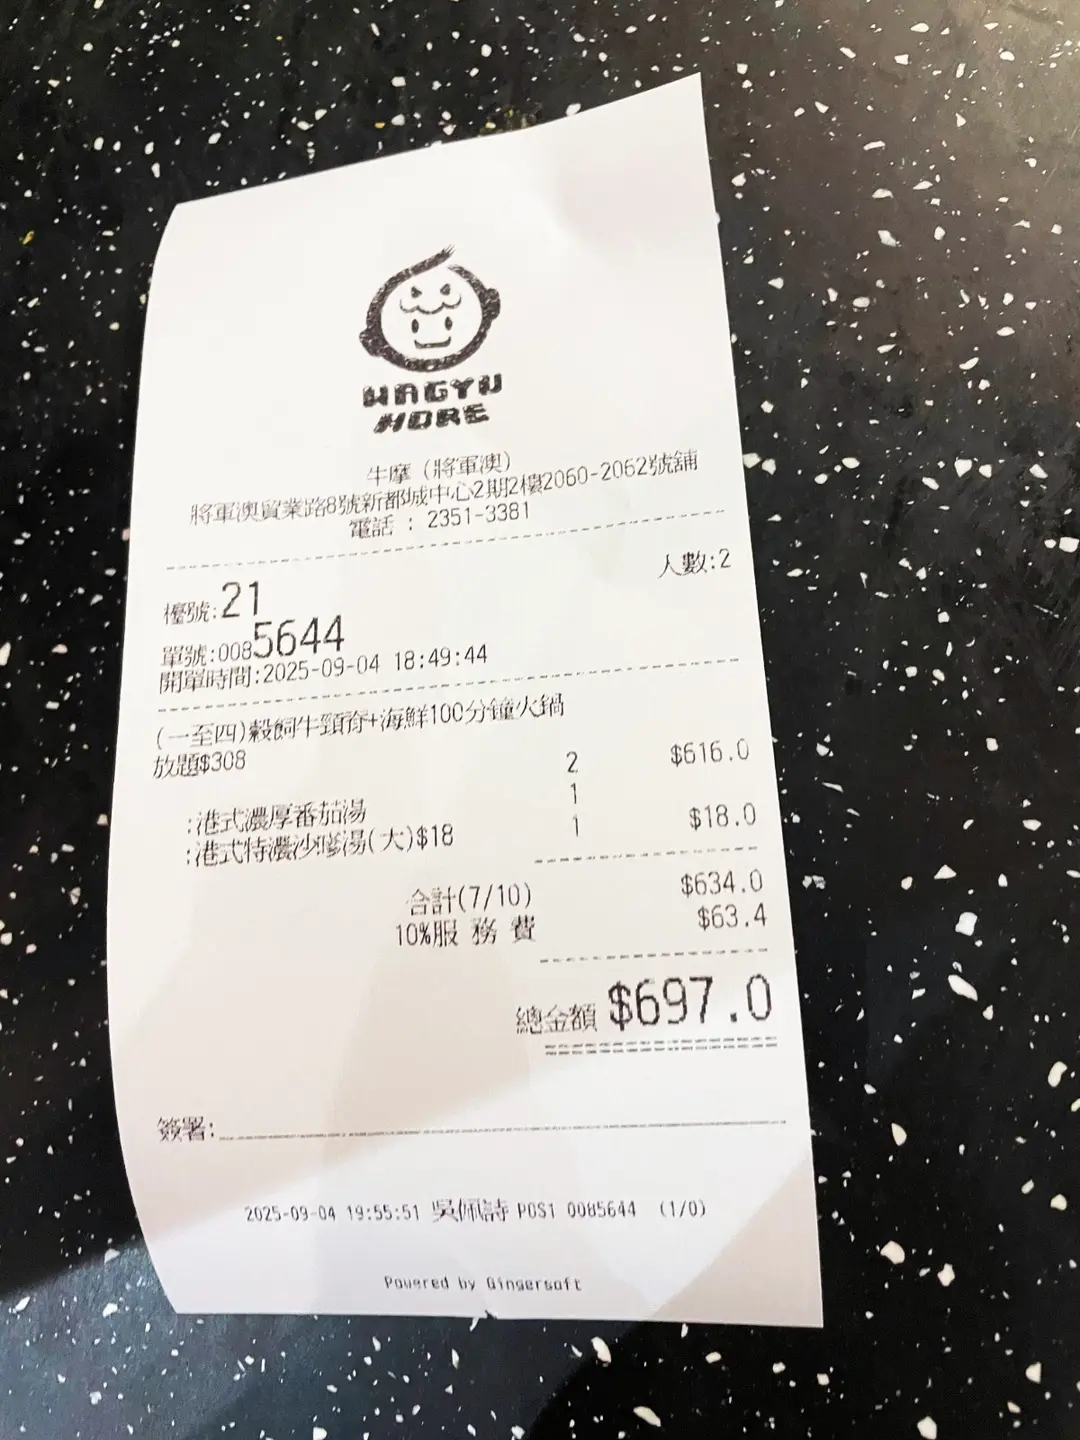 WAGYU
MORE
牛摩 (將軍澳)
將軍澳貿業路8號新都城中心2期2樓2060-2062號舖
電話 : 2351-3381
人數:2
檯號:21
單號:0085644
開單時間:2025-09-04 18:49:44
(一至四)穀飼牛頸脊+海鮮100分鐘火鍋
放題$308 2 $616.0
:港式濃厚番茄湯 1
:港式特濃沙嗲湯(大)$18 1 $18.0
合計(7/10) $634.0
10%服 務 費 $63.4
總金額 $697.0
簽署:
2025-09-04 19:55:51 吳佩詩 POS1 0085644 (1/0)
Powered by Gingersoft